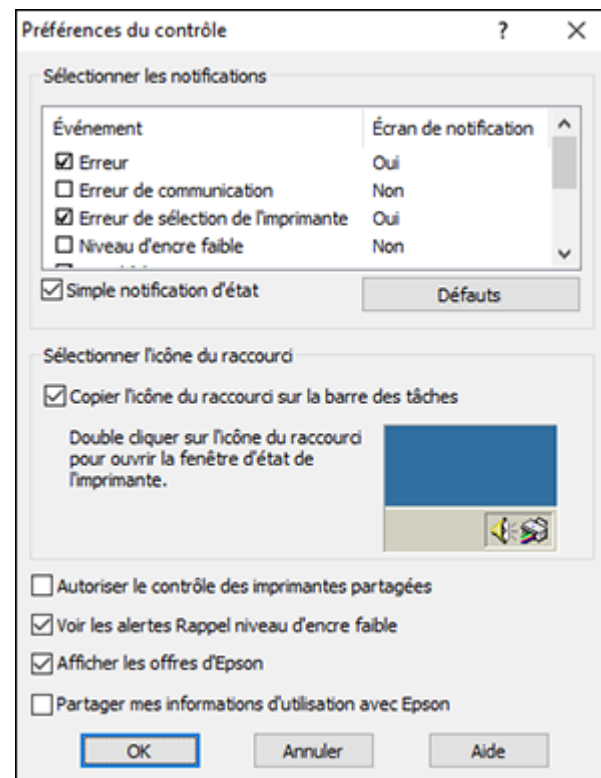 Préférences du contrôle ?
Sélectionner les notifications
Événement Écran de notification
Erreur Oui
Erreur de communication Non
Erreur de sélection de l'imprimante Oui
Niveau d'encre faible Non
Simple notification d'état Défauts
Sélectionner l'icône du raccourci
Copier l'icône du raccourci sur la barre des tâches
Double cliquer sur l'icône du raccourci
pour ouvrir la fenêtre d'état de
l'imprimante.
Autoriser le contrôle des imprimantes partagées
Voir les alertes Rappel niveau d'encre faible
Afficher les offres d'Epson
Partager mes informations d'utilisation avec Epson
OK Annuler Aide